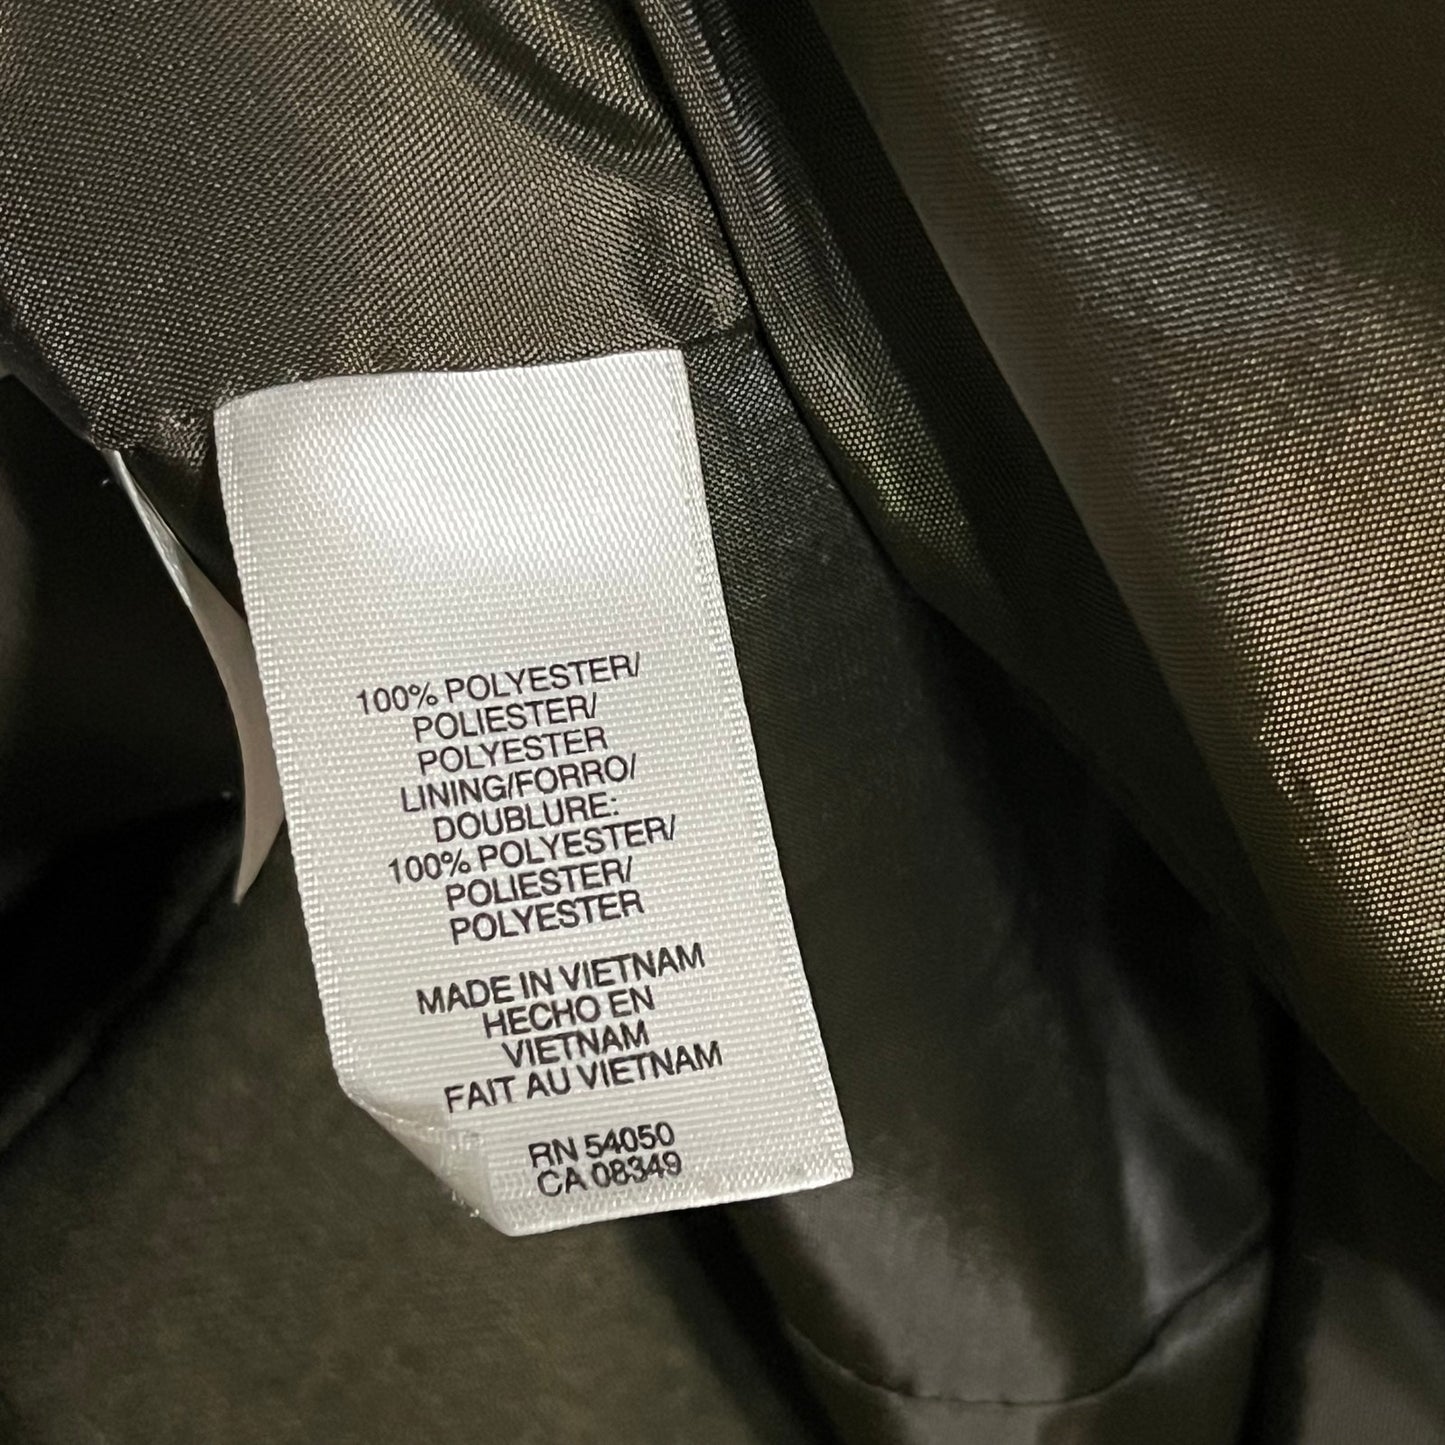 100% POLYESTER/
POLIESTER/
POLYESTER
LINING/FORRO/
DOUBLURE:
100% POLYESTER/
POLIESTER/
POLYESTER
MADE IN VIETNAM
HECHO EN
VIETNAM
FAIT AU VIETNAM
RN 54050
CA 08349